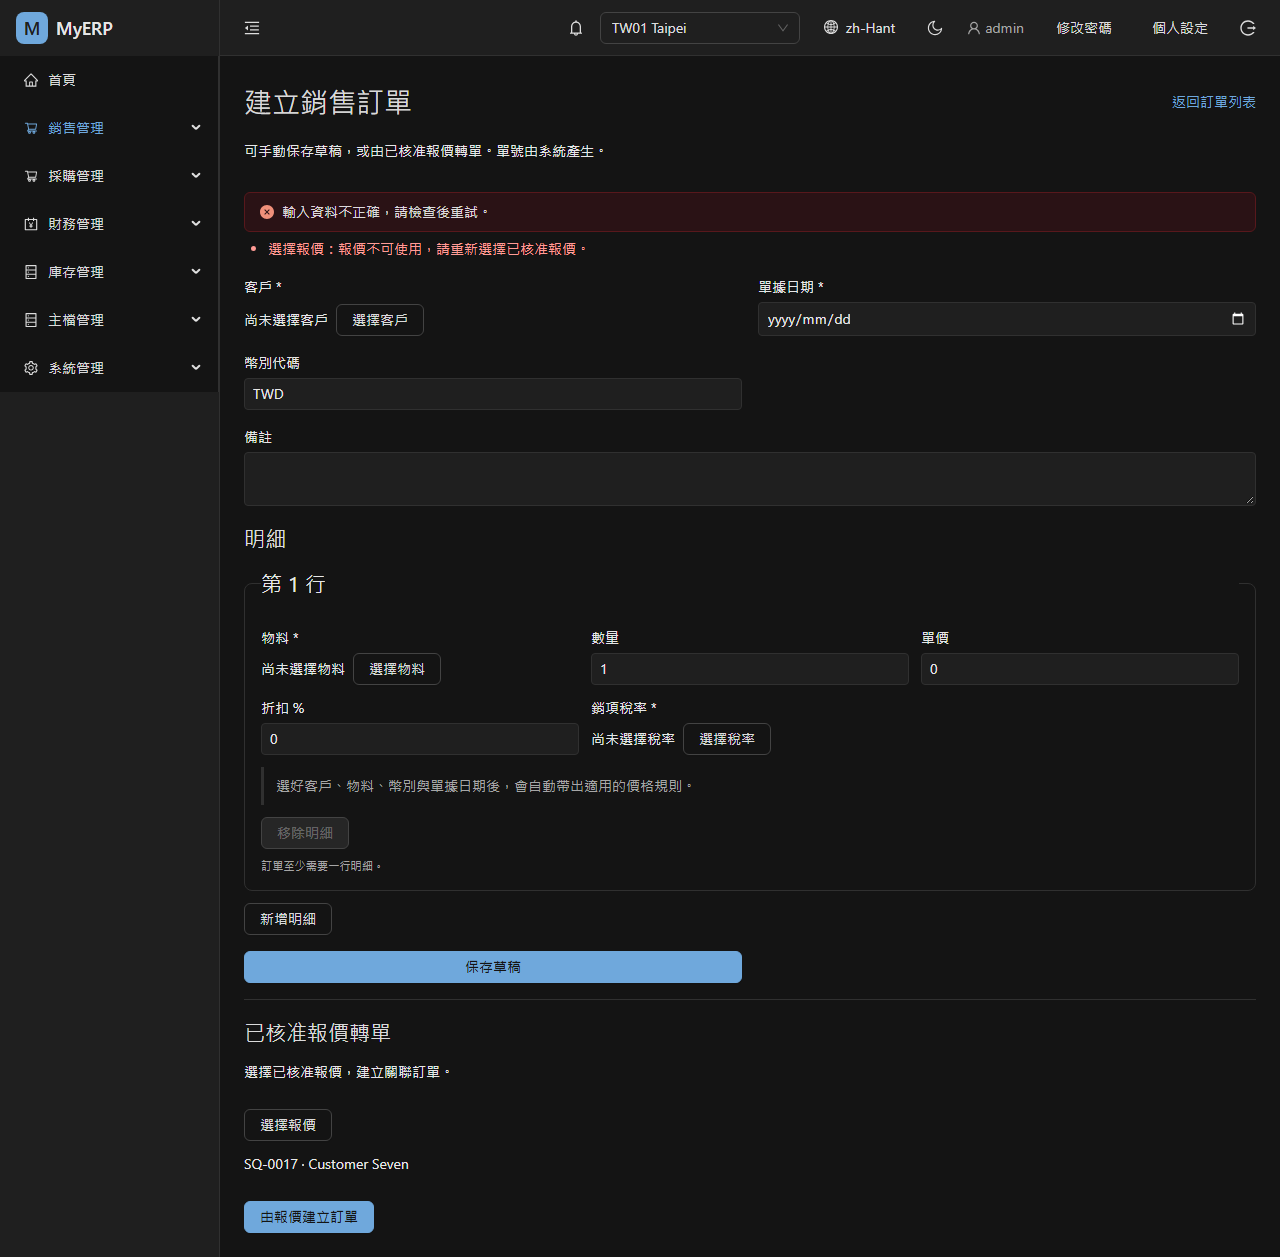 M MyERP
TW01 Taipei
zh-Hant
admin
修改密碼
個人設定
首頁
銷售管理
採購管理
財務管理
庫存管理
主檔管理
系統管理
建立銷售訂單
返回訂單列表
可手動保存草稿，或由已核准報價轉單。單號由系統產生。
輸入資料不正確，請檢查後重試。
• 選擇報價：報價不可使用，請重新選擇已核准報價。
客戶 *
尚未選擇客戶 選擇客戶
單據日期 *
yyyy/mm/dd
幣別代碼
TWD
備註
明細
第 1 行
物料 *
尚未選擇物料 選擇物料
數量
1
單價
0
折扣 %
0
銷項稅率 *
尚未選擇稅率 選擇稅率
選好客戶、物料、幣別與單據日期後，會自動帶出適用的價格規則。
移除明細
訂單至少需要一行明細。
新增明細
保存草稿
已核准報價轉單
選擇已核准報價，建立關聯訂單。
選擇報價
SQ-0017 · Customer Seven
由報價建立訂單